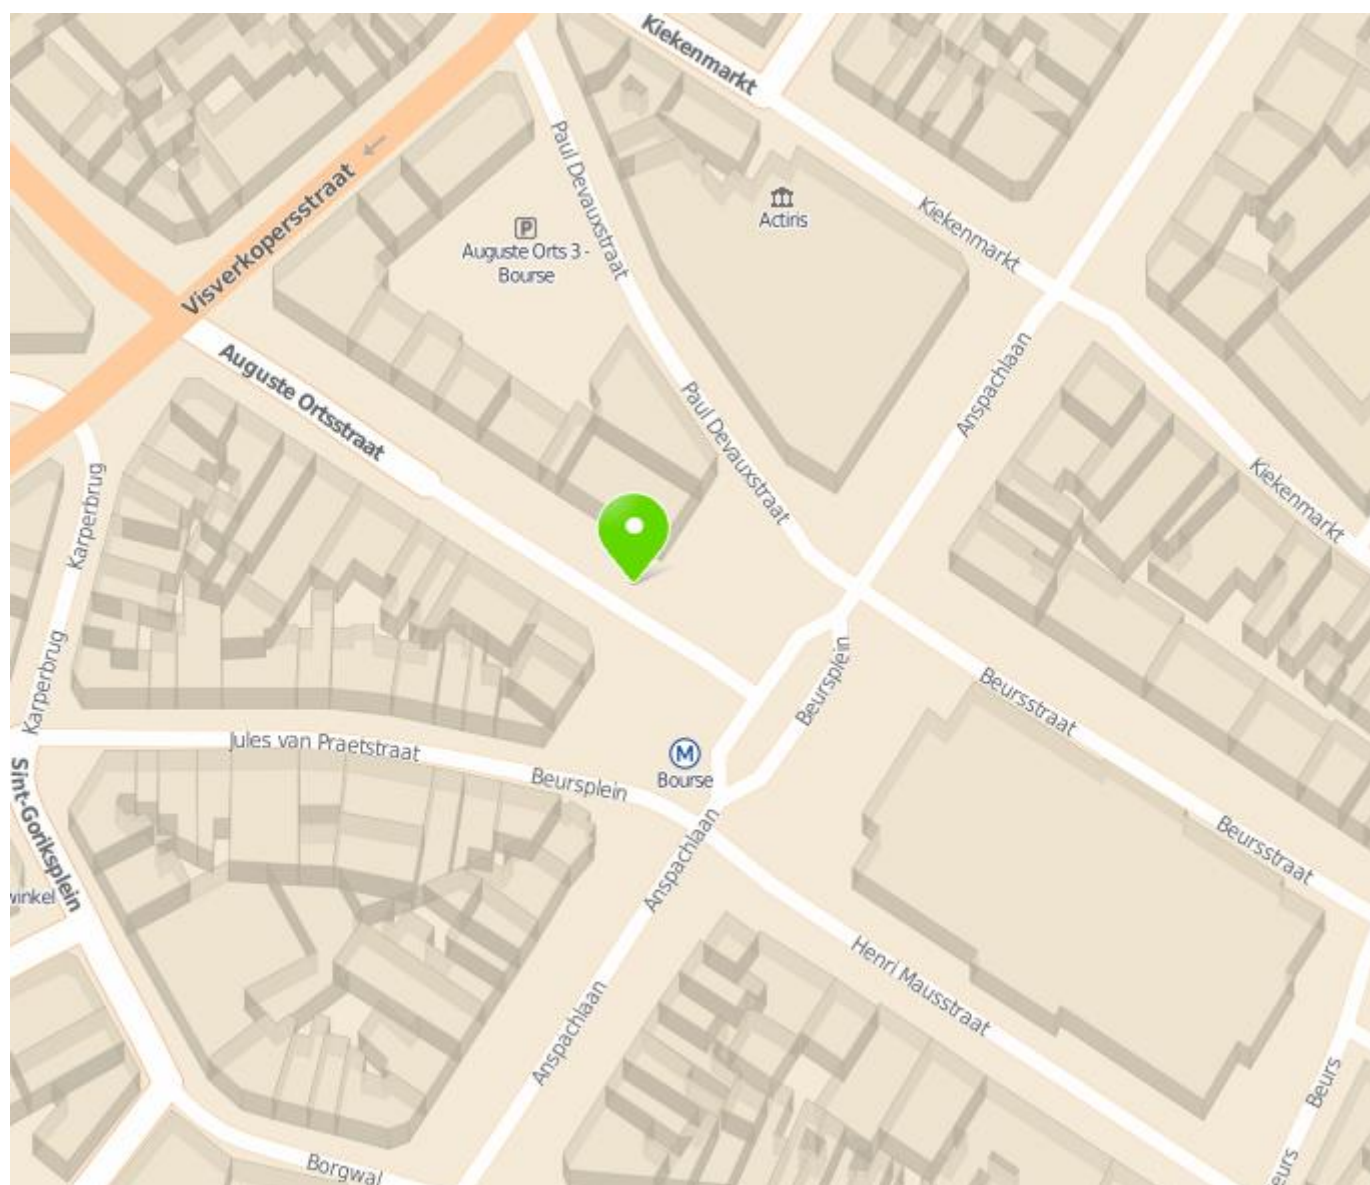 Kiekenmarkt
Paul Devauxstraat
Actiris
Kiekenmarkt
P
Auguste Orts 3 -
Bourse
Visverkopersstraat
Auguste Ortsstraat
Anspachlaan
Paul Devauxstraat
Kiekenmarkt
Karperbrug
Karperbrug
Beursplein
Beursstraat
Jules van Praetstraat
M
Bourse
Beursplein
Sint-Goriksplein
Anspachlaan
Beursstraat
winkel
Henri Mausstraat
Anspachlaan
Beurs
Borgwal
eurs